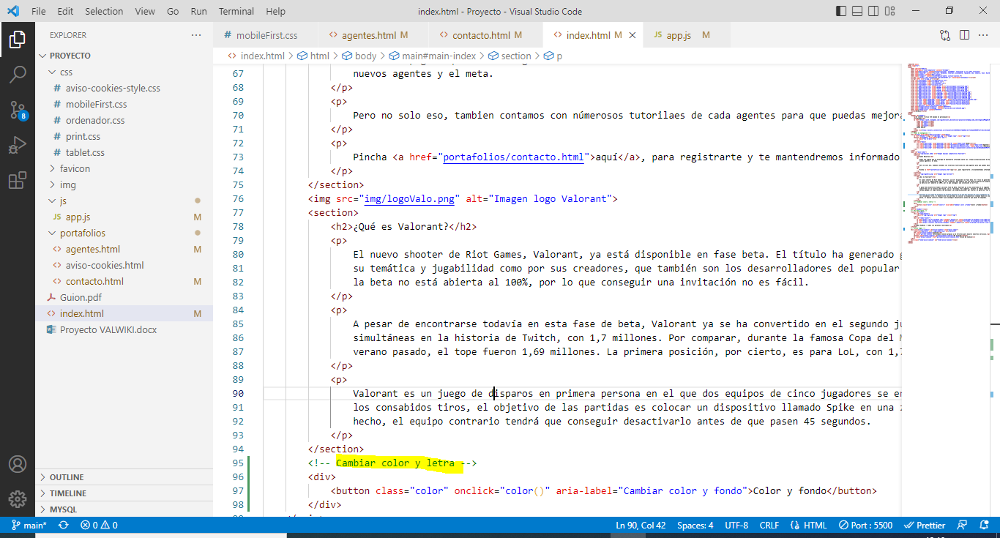 File Edit Selection View Go Run Terminal Help
index.html - Proyecto - Visual Studio Code
EXPLORER
PROYECTO
css
# aviso-cookies-style.css
# mobileFirst.css
# ordenador.css
# print.css
# tablet.css
favicon
img
js
JS app.js M
portafolios
<> agentes.html M
<> aviso-cookies.html
<> contacto.html M
Guion.pdf
<> index.html M
Proyecto VALWIKI.docx
OUTLINE
TIMELINE
MYSQL
8
# mobileFirst.css <> agentes.html M <> contacto.html M <> index.html M JS app.js M
<> index.html > html > body > main#main-index > section > p
67 nuevos agentes y el meta.
68 </p>
69 <p>
70 Pero no solo eso, tambien contamos con númerosos tutorilaes de cada agentes para que puedas mejora
71 </p>
72 <p>
73 Pincha <a href="portafolios/contacto.html">aquí</a>, para registrarte y te mantendremos informado
74 </p>
75 </section>
76 <img src="img/logoValo.png" alt="Imagen logo Valorant">
77 <section>
78 <h2>¿Qué es Valorant?</h2>
79 <p>
80 El nuevo shooter de Riot Games, Valorant, ya está disponible en fase beta. El título ha generado g
81 su temática y jugabilidad como por sus creadores, que también son los desarrolladores del popular
82 la beta no está abierta al 100%, por lo que conseguir una invitación no es fácil.
83 </p>
84 <p>
85 A pesar de encontrarse todavía en esta fase de beta, Valorant ya se ha convertido en el segundo ju
86 simultáneas en la historia de Twitch, con 1,7 millones. Por comparar, durante la famosa Copa del M
87 verano pasado, el tope fueron 1,69 millones. La primera posición, por cierto, es para LoL, con 1,7
88 </p>
89 <p>
90 Valorant es un juego de disparos en primera persona en el que dos equipos de cinco jugadores se en
91 los consabidos tiros, el objetivo de las partidas es colocar un dispositivo llamado Spike en una z
92 hecho, el equipo contrario tendrá que conseguir desactivarlo antes de que pasen 45 segundos.
93 </p>
94 </section>
95 <!-- Cambiar color y letra -->
96 <div>
97 <button class="color" onclick="color()" aria-label="Cambiar color y fondo">Color y fondo</button>
98 </div>
main* 0 0 Ln 90, Col 42 Spaces: 4 UTF-8 CRLF HTML Port : 5500 Prettier